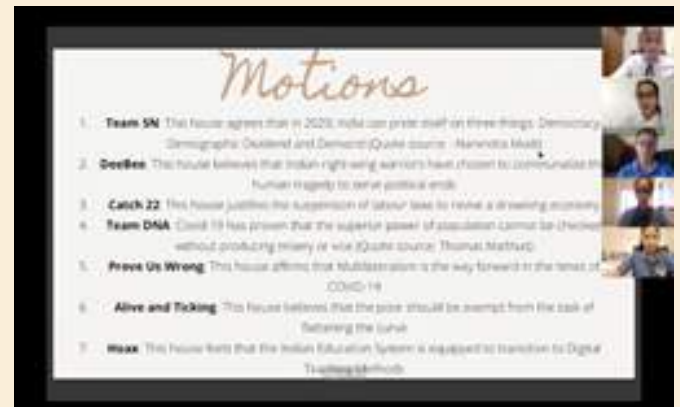 Motions
1. Team SN This house agrees that in 2020, India can pride itself on three things: Democracy,
Demographic Dividend and Demand (Quote source - Narendra Modi)
2. DeeBee This house believes that Indian right-wing warriors have chosen to communalize
human tragedy to serve political ends
3. Catch 22 This house justifies the suspension of labour laws to revive a drowning economy
4. Team DNA Covid 19 has proven that the superior power of population cannot be checked
without producing misery or vice (Quote source: Thomas Malthus)
5. Prove Us Wrong This house affirms that Multilateralism is the way forward in the times of
COVID-19
6. Alive and Ticking This house believes that the poor should be exempt from the task of
flattening the curve
7. Hoax This house feels that the Indian Education System is equipped to transition to Digital
Teaching Methods